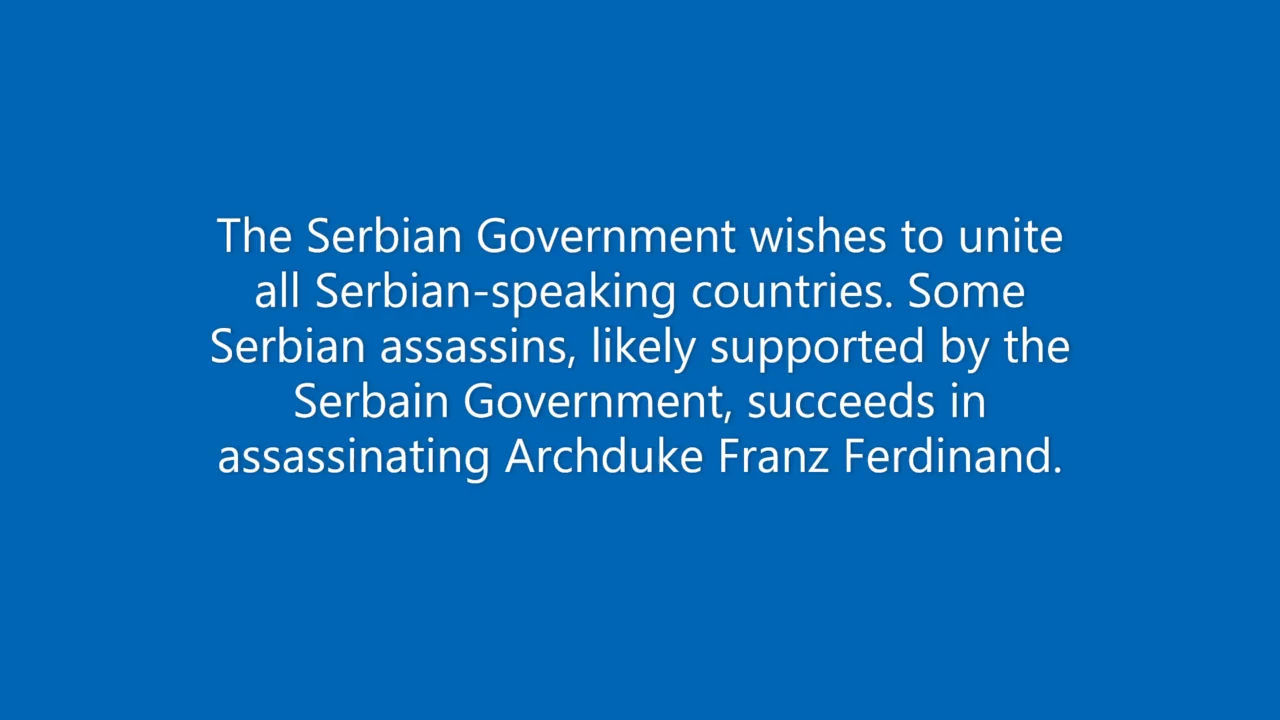 The Serbian Government wishes to unite
all Serbian-speaking countries. Some
Serbian assassins, likely supported by the
Serbain Government, succeeds in
assassinating Archduke Franz Ferdinand.